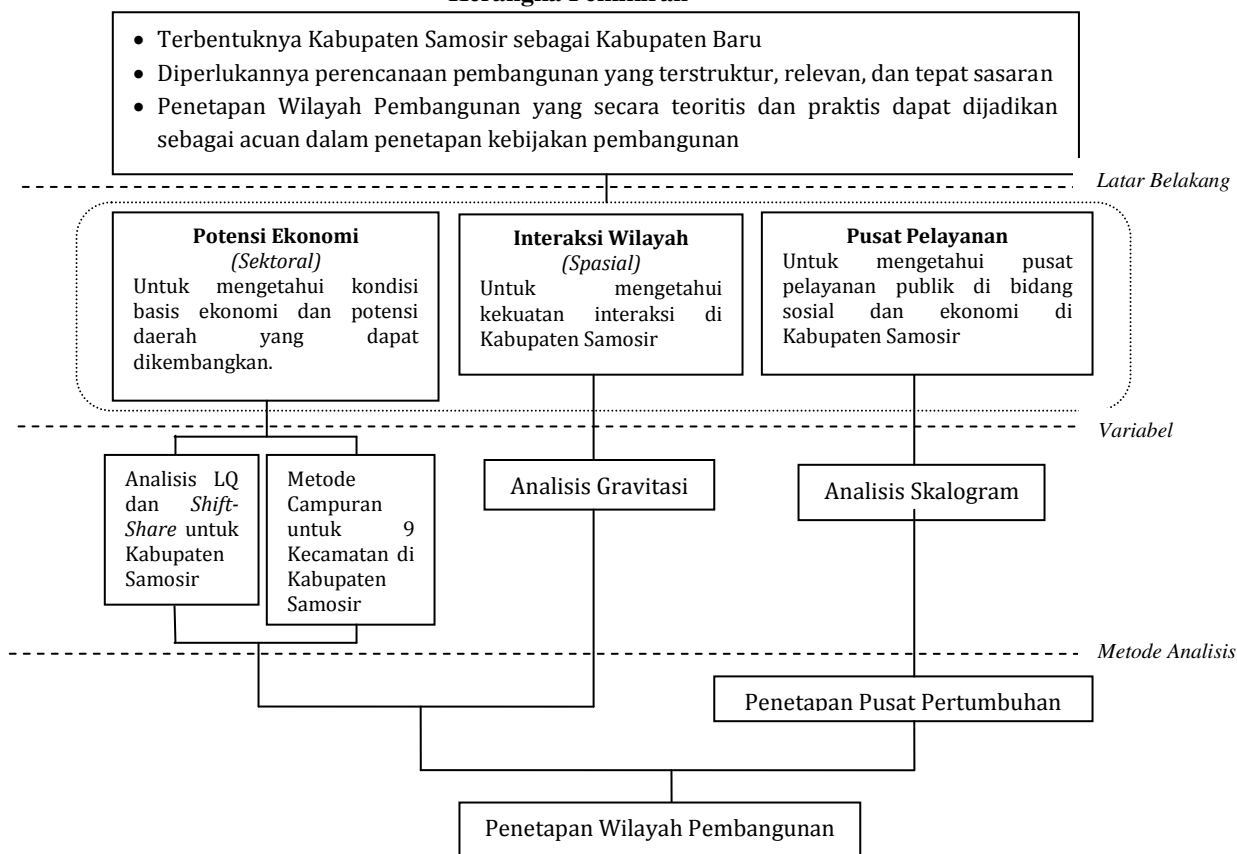 • Terbentuknya Kabupaten Samosir sebagai Kabupaten Baru
• Diperlukannya perencanaan pembangunan yang terstruktur, relevan, dan tepat sasaran
• Penetapan Wilayah Pembangunan yang secara teoritis dan praktis dapat dijadikan
sebagai acuan dalam penetapan kebijakan pembangunan
Latar Belakang
Potensi Ekonomi
(Sektoral)
Untuk mengetahui kondisi
basis ekonomi dan potensi
daerah yang dapat
dikembangkan.
Interaksi Wilayah
(Spasial)
Untuk mengetahui
kekuatan interaksi di
Kabupaten Samosir
Pusat Pelayanan
Untuk mengetahui pusat
pelayanan publik di bidang
sosial dan ekonomi di
Kabupaten Samosir
Variabel
Analisis LQ
dan Shift-
Share untuk
Kabupaten
Samosir
Metode
Campuran
untuk 9
Kecamatan di
Kabupaten
Samosir
Analisis Gravitasi
Analisis Skalogram
Metode Analisis
Penetapan Pusat Pertumbuhan
Penetapan Wilayah Pembangunan